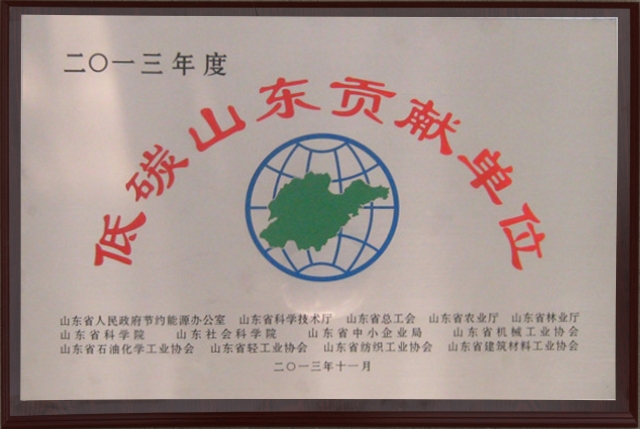 二〇一三年度
低碳山东贡献单位
山东省人民政府节约能源办公室 山东省科学技术厅 山东省总工会 山东省农业厅 山东省林业厅
山东省科学院 山东社会科学院 山东省中小企业局 山东省机械工业协会
山东省石油化学工业协会 山东省轻工业协会 山东省纺织工业协会 山东省建筑材料工业协会
二〇一三年十一月